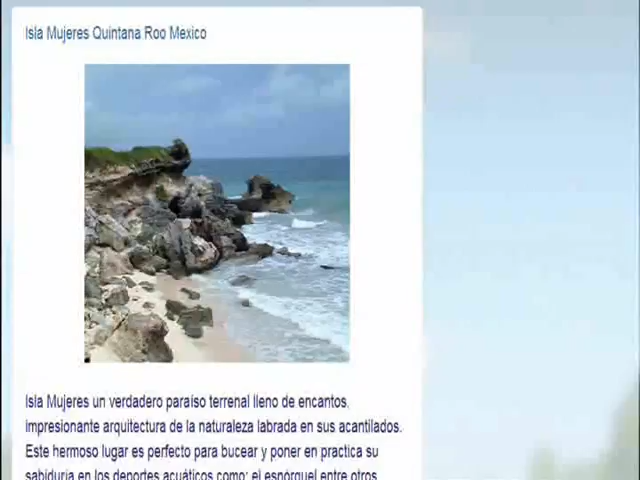 Isla Mujeres Quintana Roo Mexico
Isla Mujeres un verdadero paraiso terrenal lleno de encantos,
impresionante arquitectura de la naturaleza labrada en sus acantilados.
Este hermoso lugar es perfecto para bucear y poner en practica su
sabiduría en los deportes acuáticos como: el esnórquel entre otros